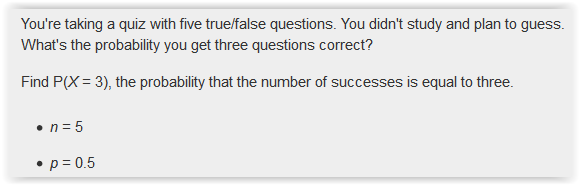 You're taking a quiz with five true/false questions. You didn't study and plan to guess.
What's the probability you get three questions correct?
Find P(X = 3), the probability that the number of successes is equal to three.
• n = 5
• p = 0.5